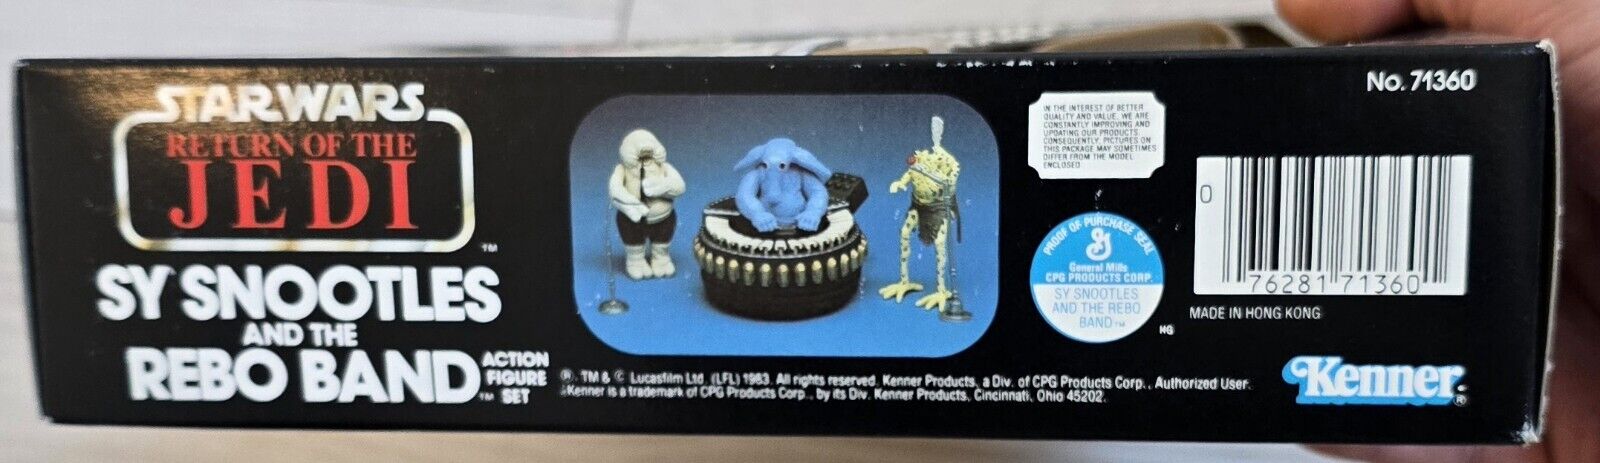 STAR WARS
RETURN OF THE
JEDI
™
SY SNOOTLES
AND THE
REBO BAND™
ACTION
FIGURE
SET
IN THE INTEREST OF BETTER
QUALITY AND VALUE, WE ARE
CONSTANTLY IMPROVING AND
UPDATING OUR PRODUCTS.
CONSEQUENTLY, PICTURES ON
THIS PACKAGE MAY SOMETIMES
DIFFER FROM THE MODEL
ENCLOSED
PROOF OF PURCHASE SEAL
G
General Mills
CPG PRODUCTS CORP.
SY SNOOTLES
AND THE REBO
BAND™
HG
®, TM & © Lucasfilm Ltd. (LFL) 1983. All rights reserved. Kenner Products, a Div. of CPG Products Corp., Authorized User.
Kenner is a trademark of CPG Products Corp., by its Div. Kenner Products, Cincinnati, Ohio 45202.
No. 71360
0 76281 71360
MADE IN HONG KONG
Kenner®